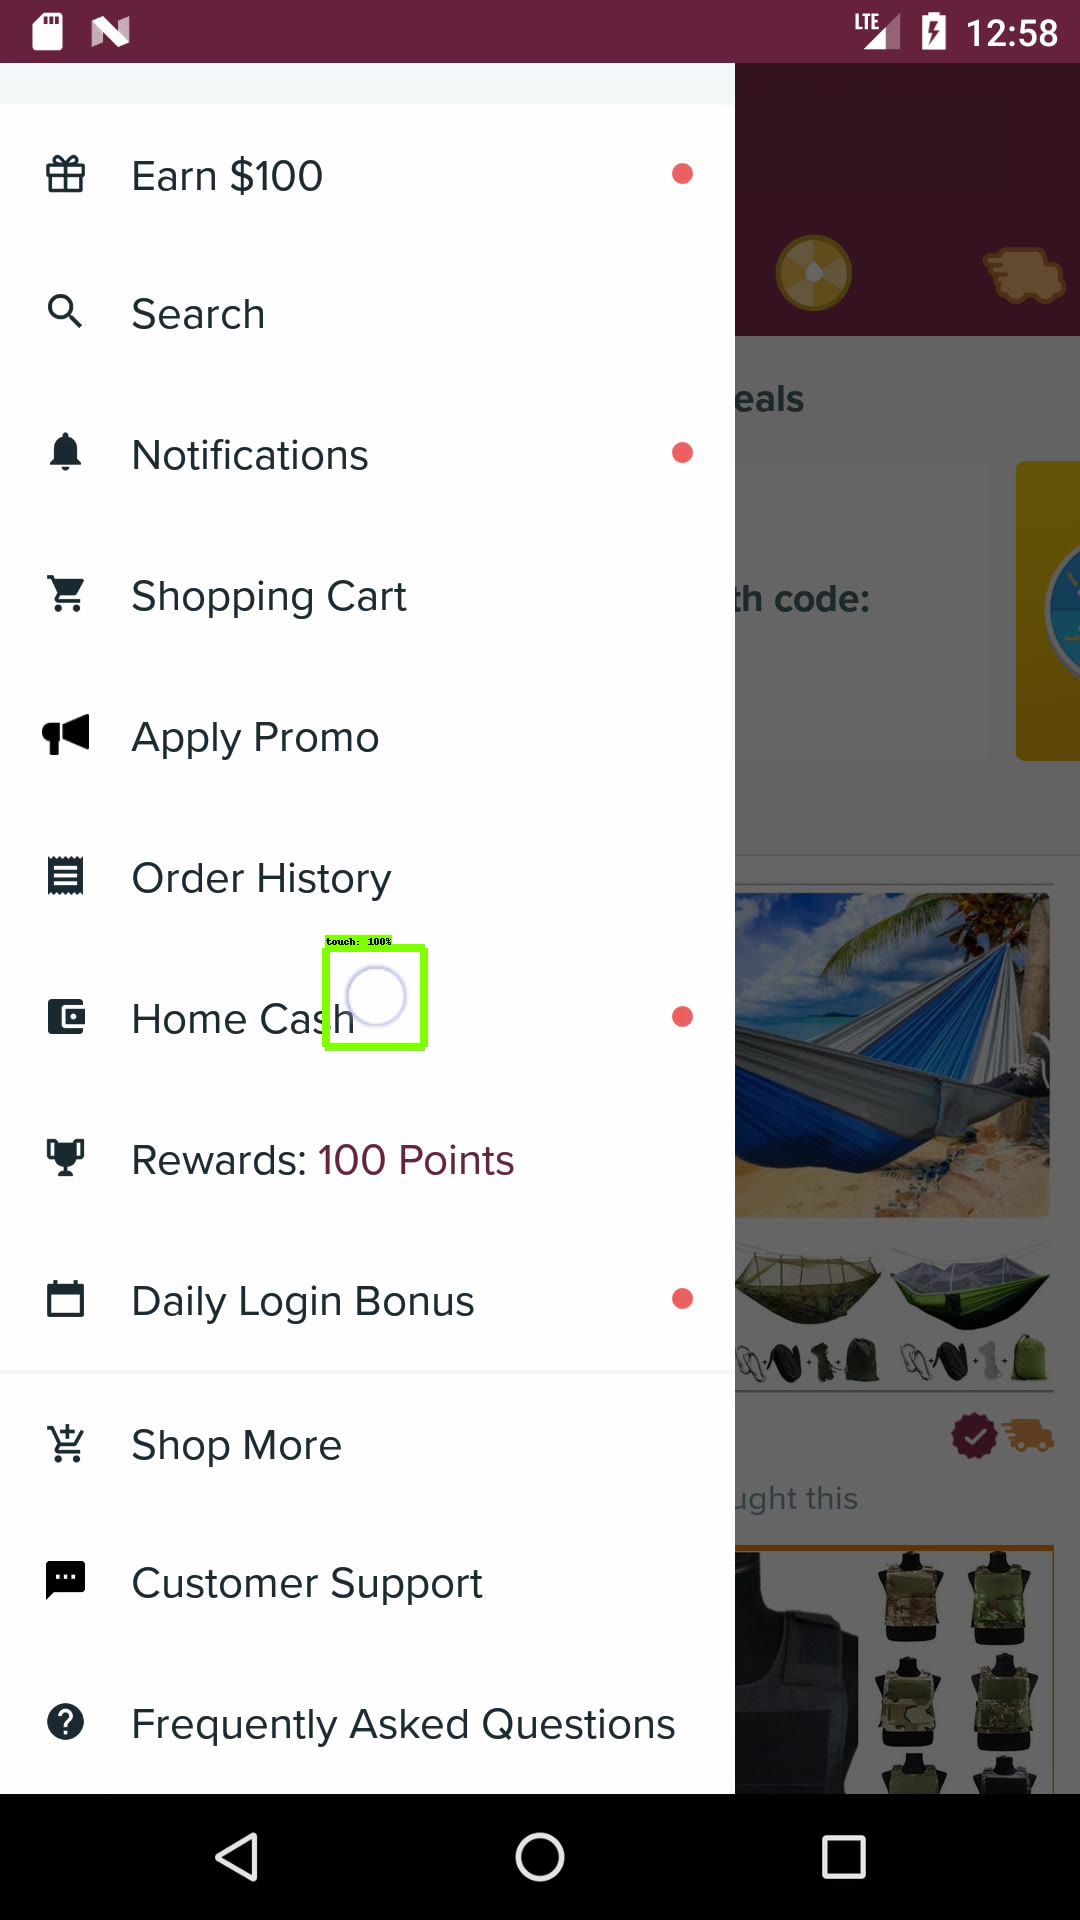 LTE 12:58
Earn $100
Search
Notifications
Shopping Cart
Apply Promo
Order History
touch: 100%
Home Cash
Rewards: 100 Points
Daily Login Bonus
Shop More
Customer Support
Frequently Asked Questions
eals
th code:
ught this